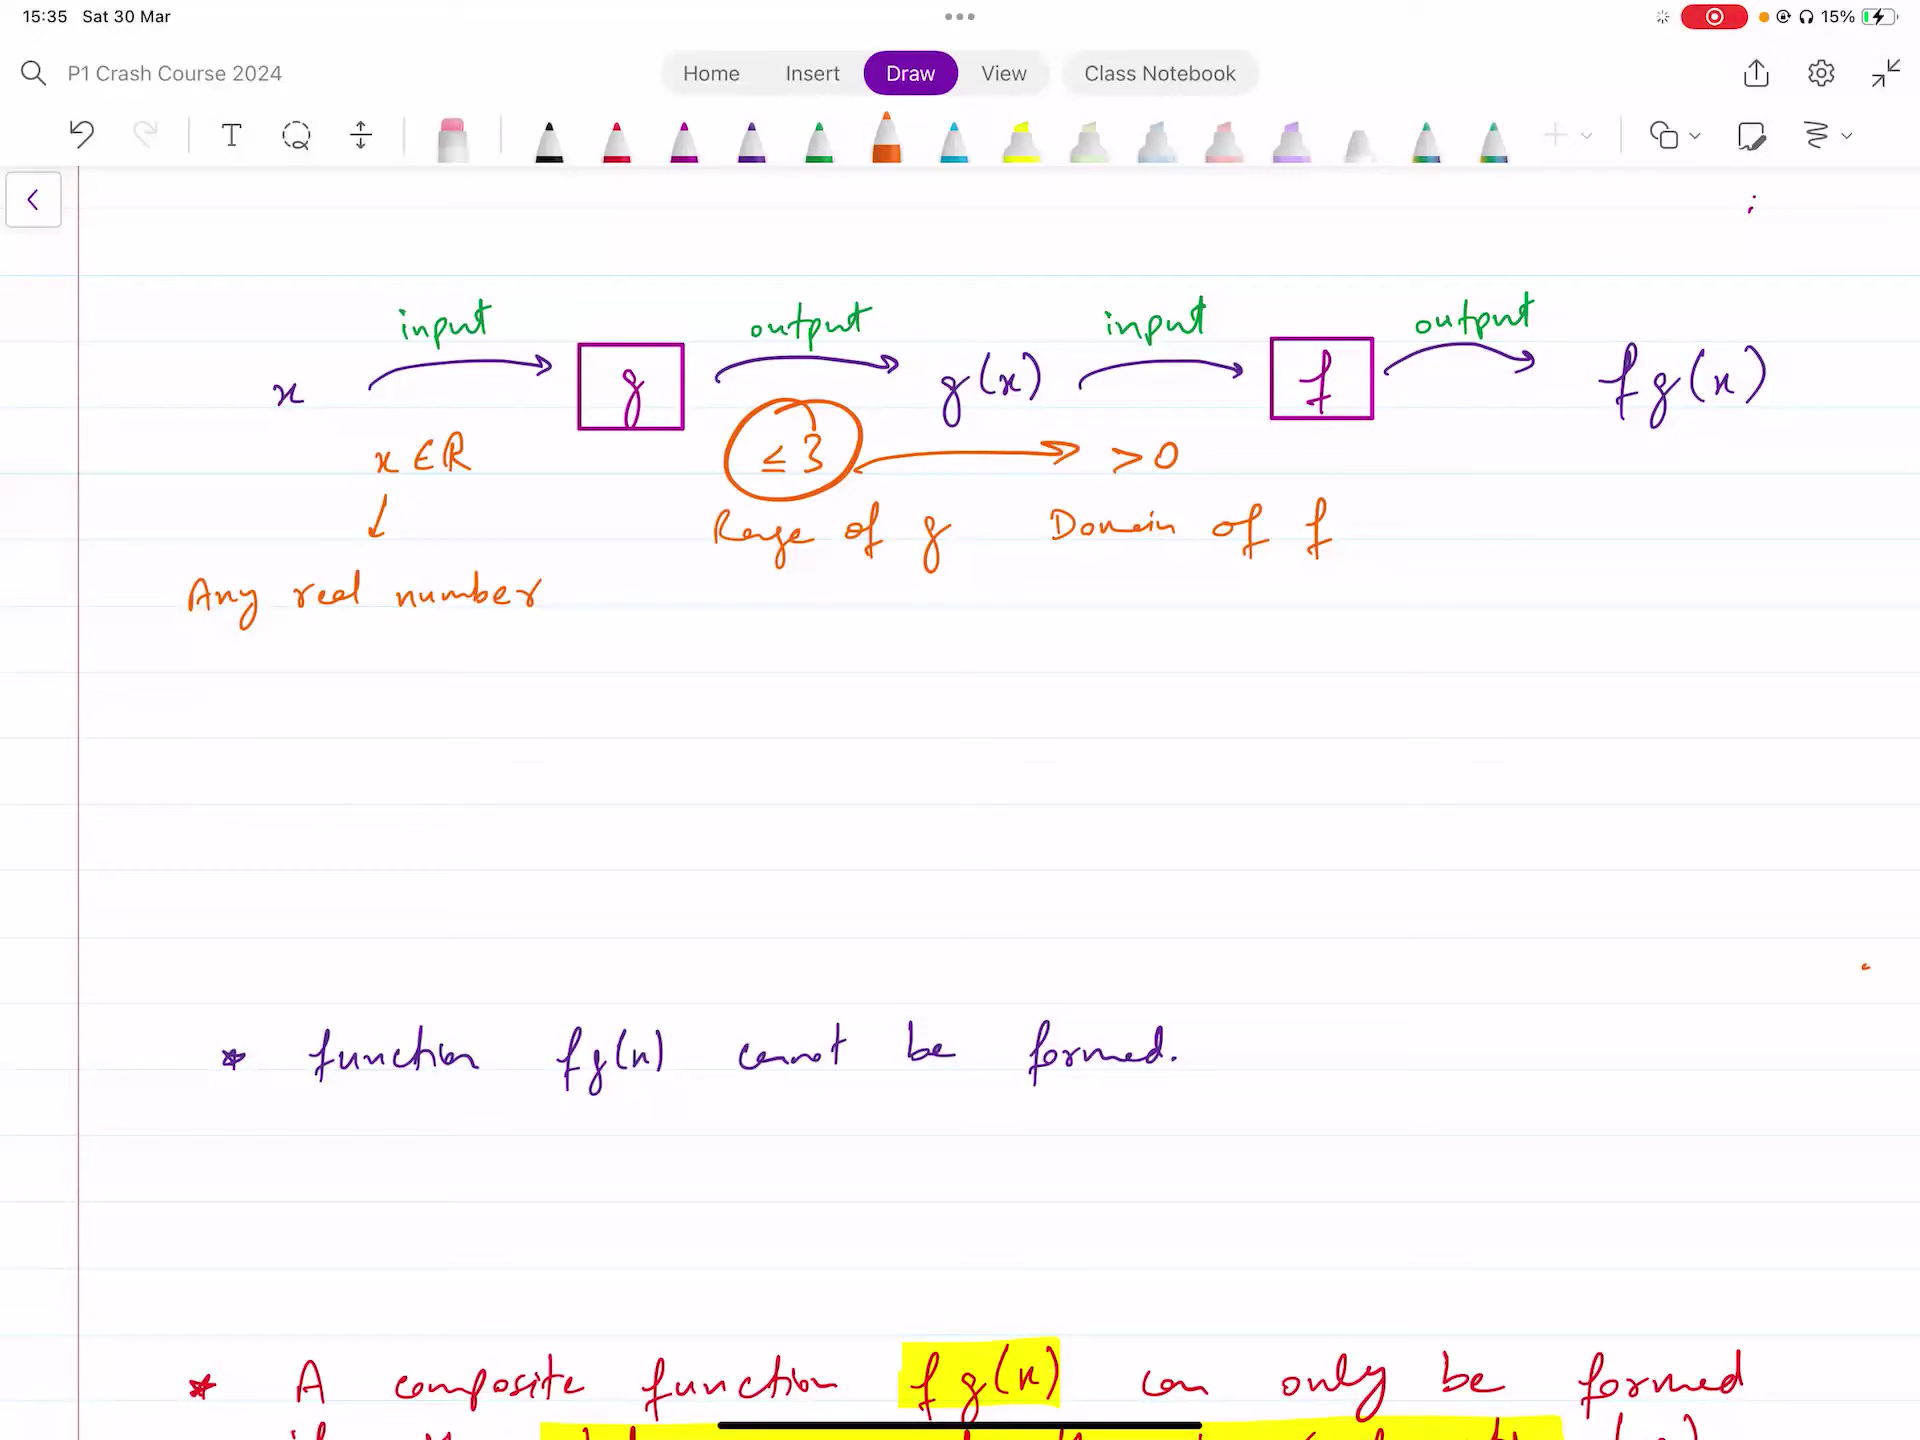 15:35 Sat 30 Mar 15%
P1 Crash Course 2024 Home Insert Draw View Class Notebook
T
input output input output
x g g(x) f fg(x)
x ∈ R ≤ 3 > 0
Range of g Domain of f
Any real number
* function fg(x) cannot be formed.
* A composite function fg(x) can only be formed